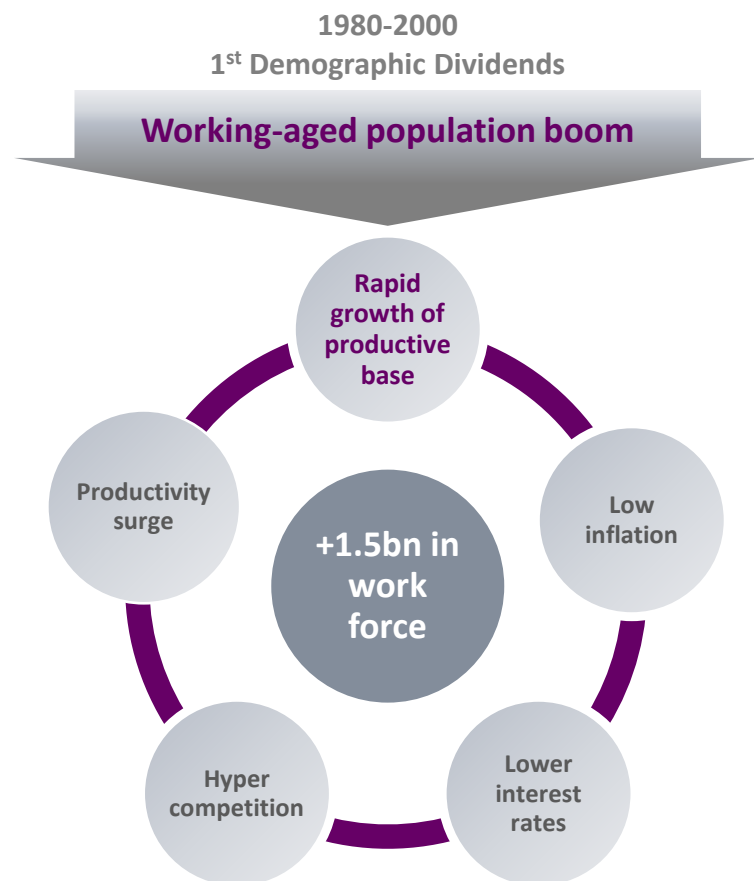 1980-2000
1st Demographic Dividends
Working-aged population boom
Rapid
growth of
productive
base
Productivity
surge
Low
inflation
+1.5bn in
work
force
Hyper
competition
Lower
interest
rates